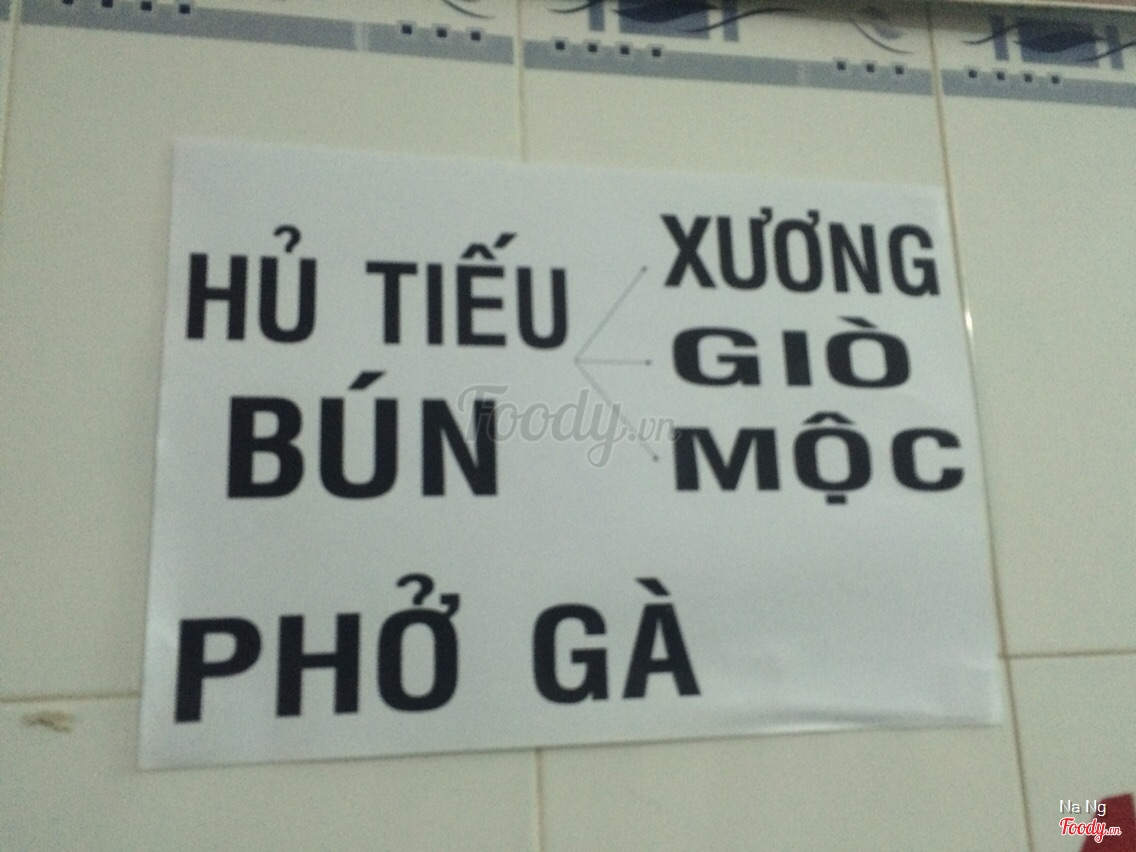 HỦ TIẾU
BÚN
XƯƠNG
GIÒ
MỘC
PHỞ GÀ
Foody.vn
Na Ng
Foody.vn